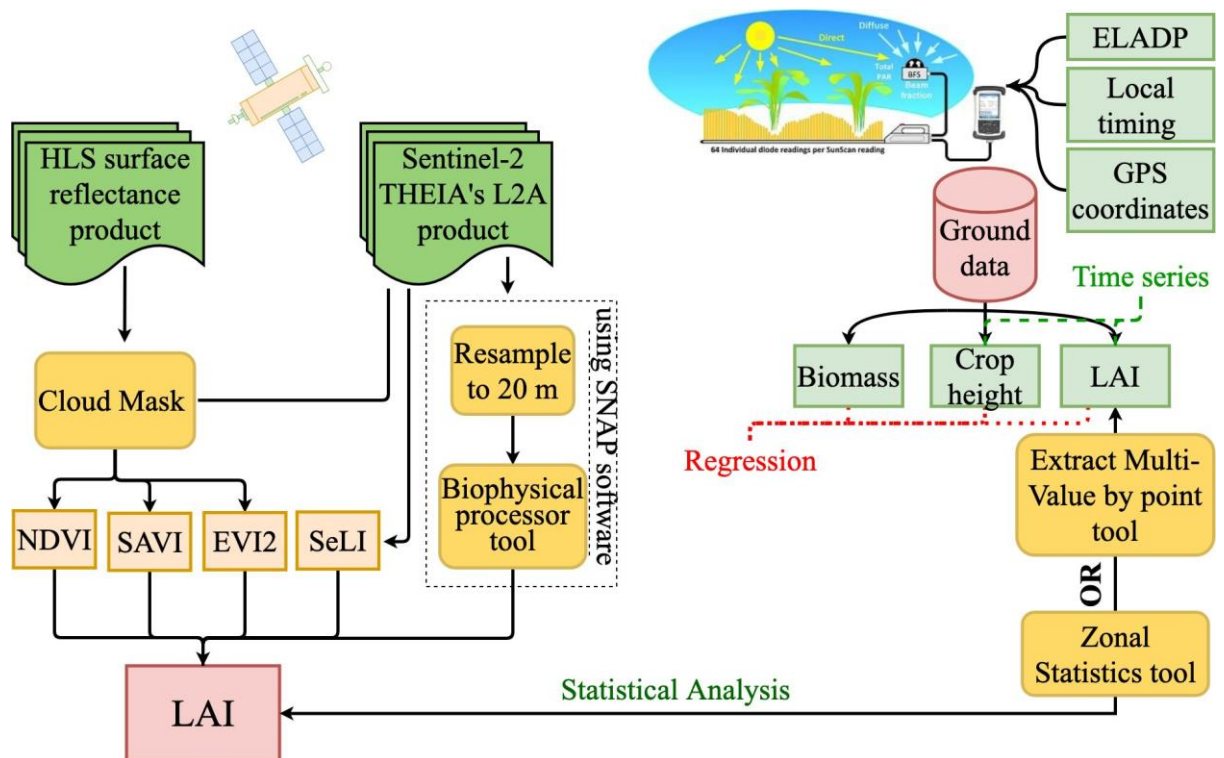 HLS surface
reflectance
product
Sentinel-2
THEIA's L2A
product
Cloud Mask
Resample
to 20 m
Biophysical
processor
tool
using SNAP software
NDVI
SAVI
EVI2
SeLI
LAI
Statistical Analysis
Direct
Diffuse
Total
PAR
BFS
Beam
fraction
64 Individual diode readings per SunScan reading
ELADP
Local
timing
GPS
coordinates
Ground
data
Time series
Biomass
Crop
height
LAI
Regression
Extract Multi-
Value by point
tool
OR
Zonal
Statistics tool